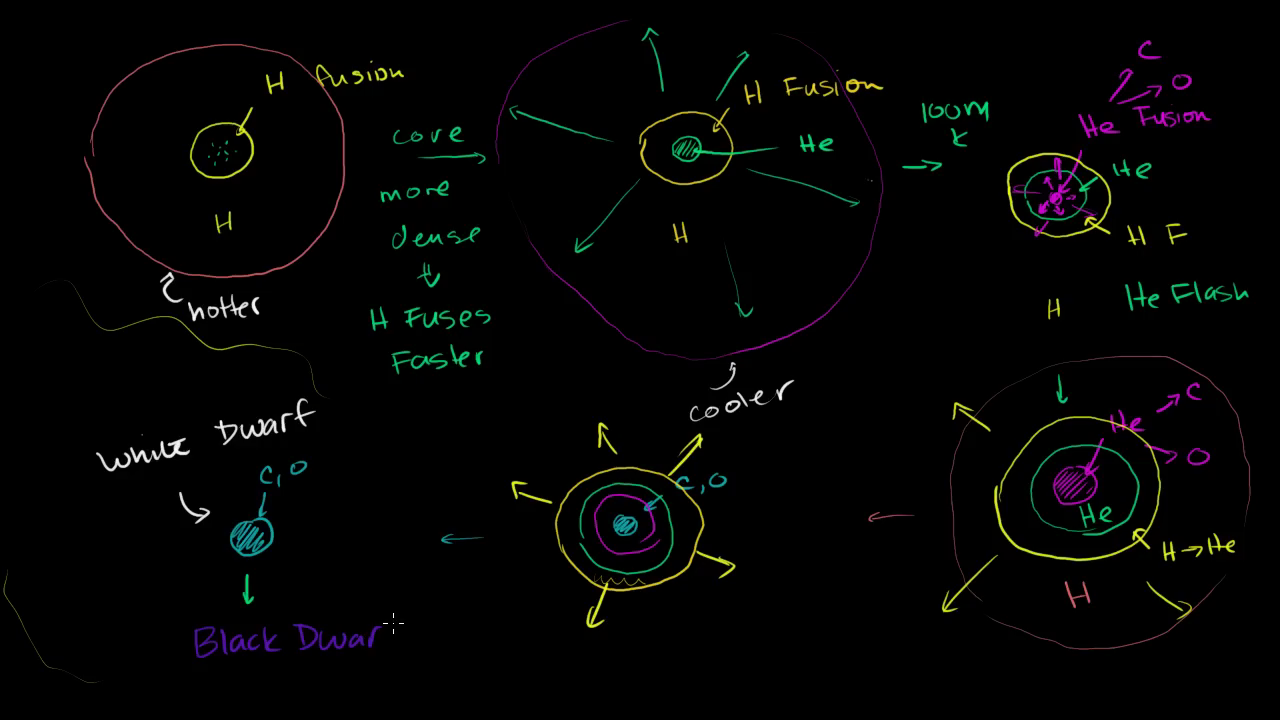 H fusion
H
hotter
core
more
dense
H Fuses
Faster
H Fusion
He
H
cooler
100M
K
C
O
He Fusion
He
H F
He Flash
H
He
C
O
He
H → He
H
C, O
White Dwarf
C, O
Black Dwar